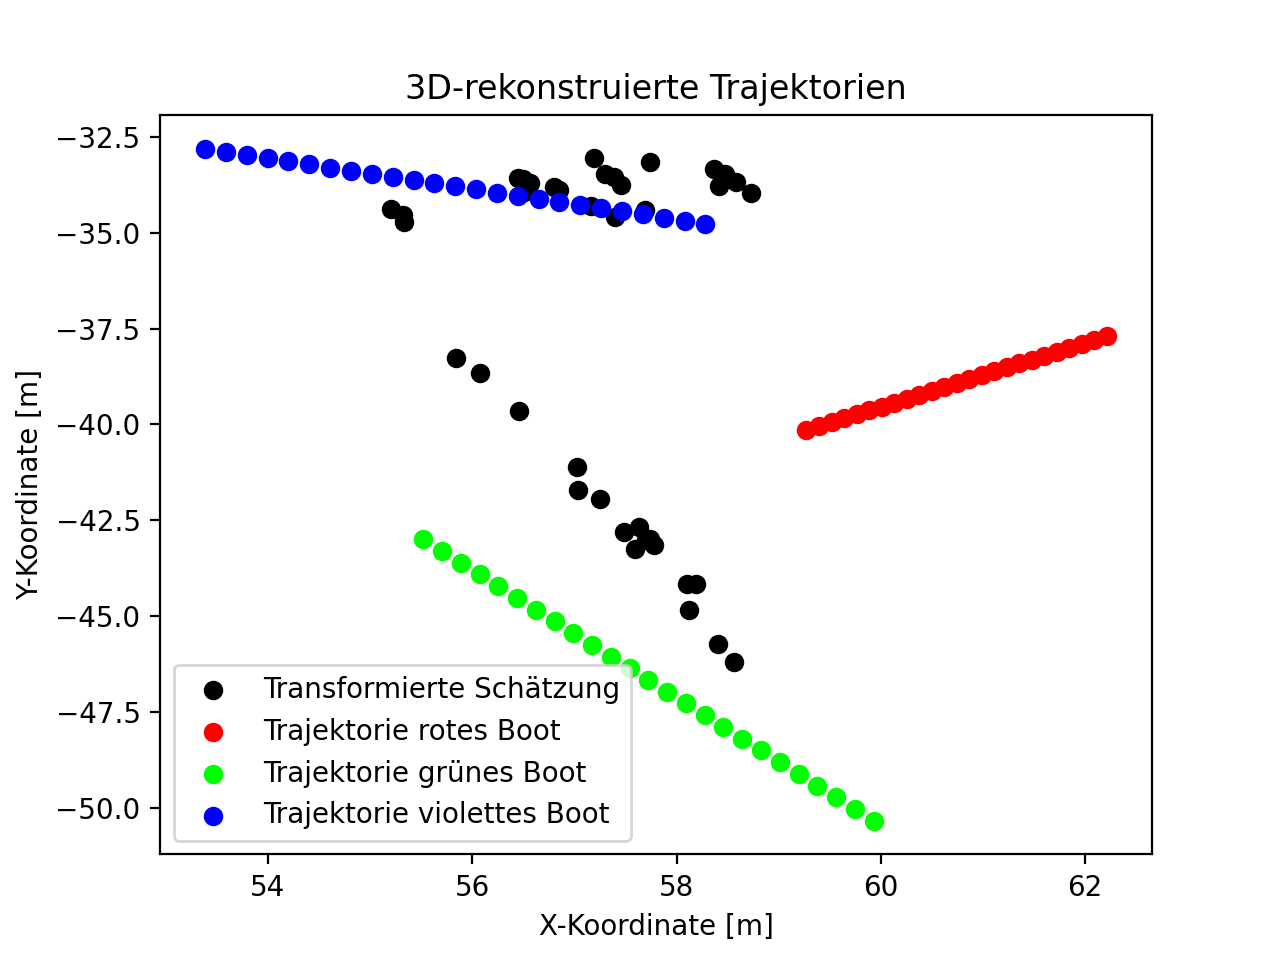 3D-rekonstruierte Trajektorien
−32.5
−35.0
−37.5
−40.0
−42.5
−45.0
−47.5
−50.0
Y-Koordinate [m]
Transformierte Schätzung
Trajektorie rotes Boot
Trajektorie grünes Boot
Trajektorie violettes Boot
54 56 58 60 62
X-Koordinate [m]